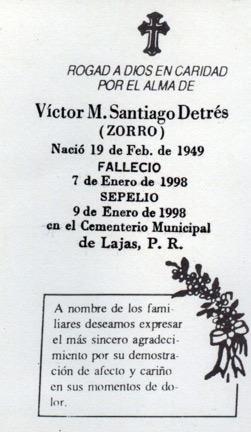 ROGAD A DIOS EN CARIDAD
POR EL ALMA DE
Víctor M. Santiago Detrés
(ZORRO)
Nació 19 de Feb. de 1949
FALLECIO
7 de Enero de 1998
SEPELIO
9 de Enero de 1998
en el Cementerio Municipal
de Lajas, P. R.
A nombre de los fami-
liares deseamos expresar
el más sincero agradeci-
miento por su demostra-
ción de afecto y cariño
en sus momentos de do-
lor.